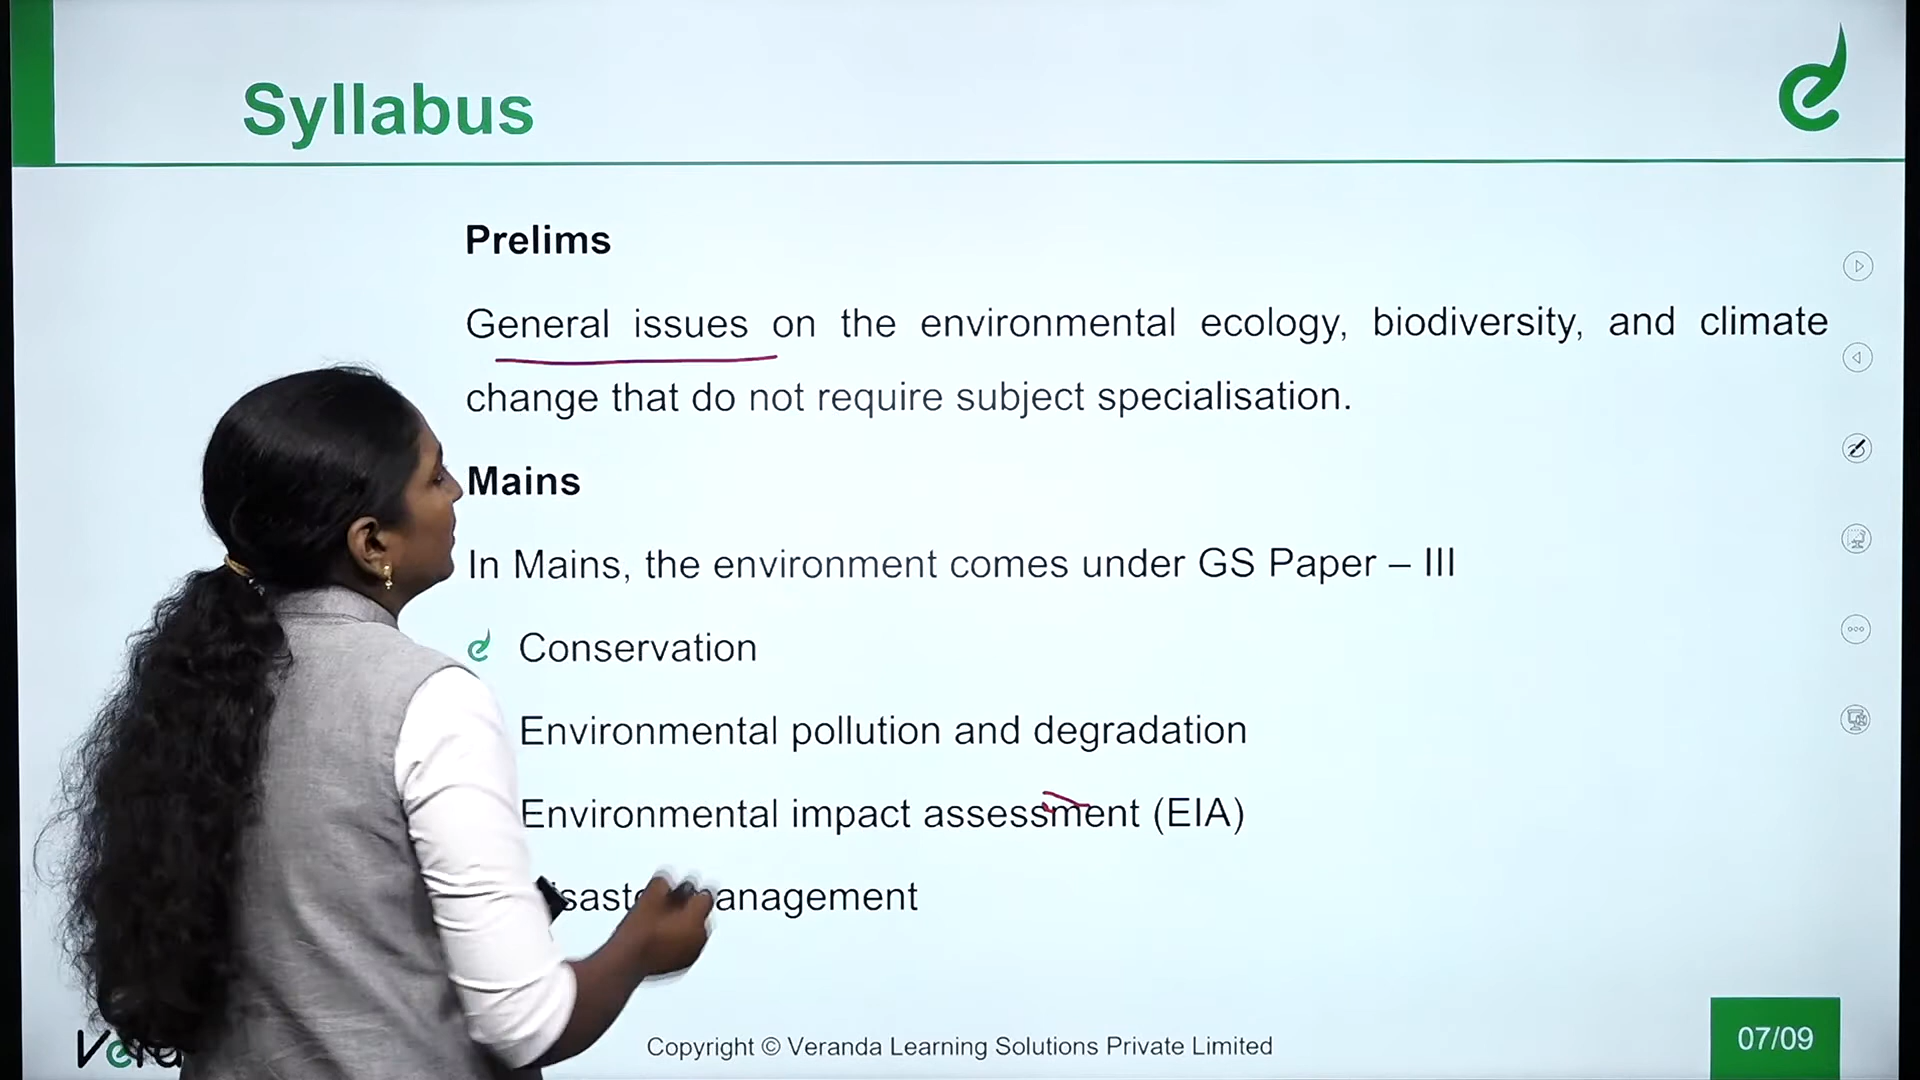 Syllabus
Prelims
General issues on the environmental ecology, biodiversity, and climate
change that do not require subject specialisation.
Mains
In Mains, the environment comes under GS Paper – III
Conservation
Environmental pollution and degradation
Environmental impact assessment (EIA)
Copyright © Veranda Learning Solutions Private Limited
07/09